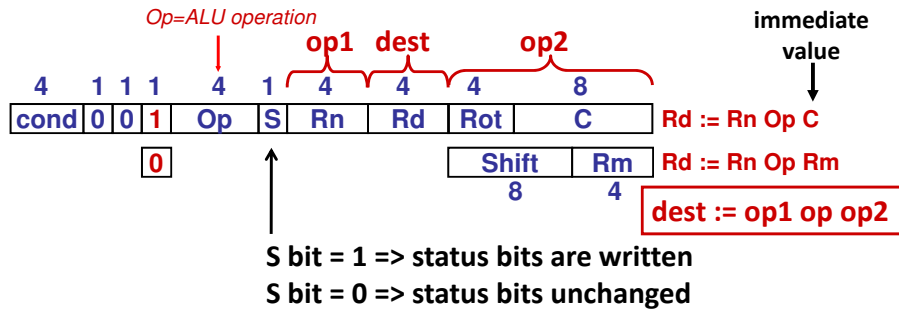 Op=ALU operation
immediate
value
op1 dest op2
4 1 1 1 4 1 4 4 4 8
cond 0 0 1 Op S Rn Rd Rot C Rd := Rn Op C
0 Shift Rm Rd := Rn Op Rm
8 4
dest := op1 op op2
S bit = 1 => status bits are written
S bit = 0 => status bits unchanged